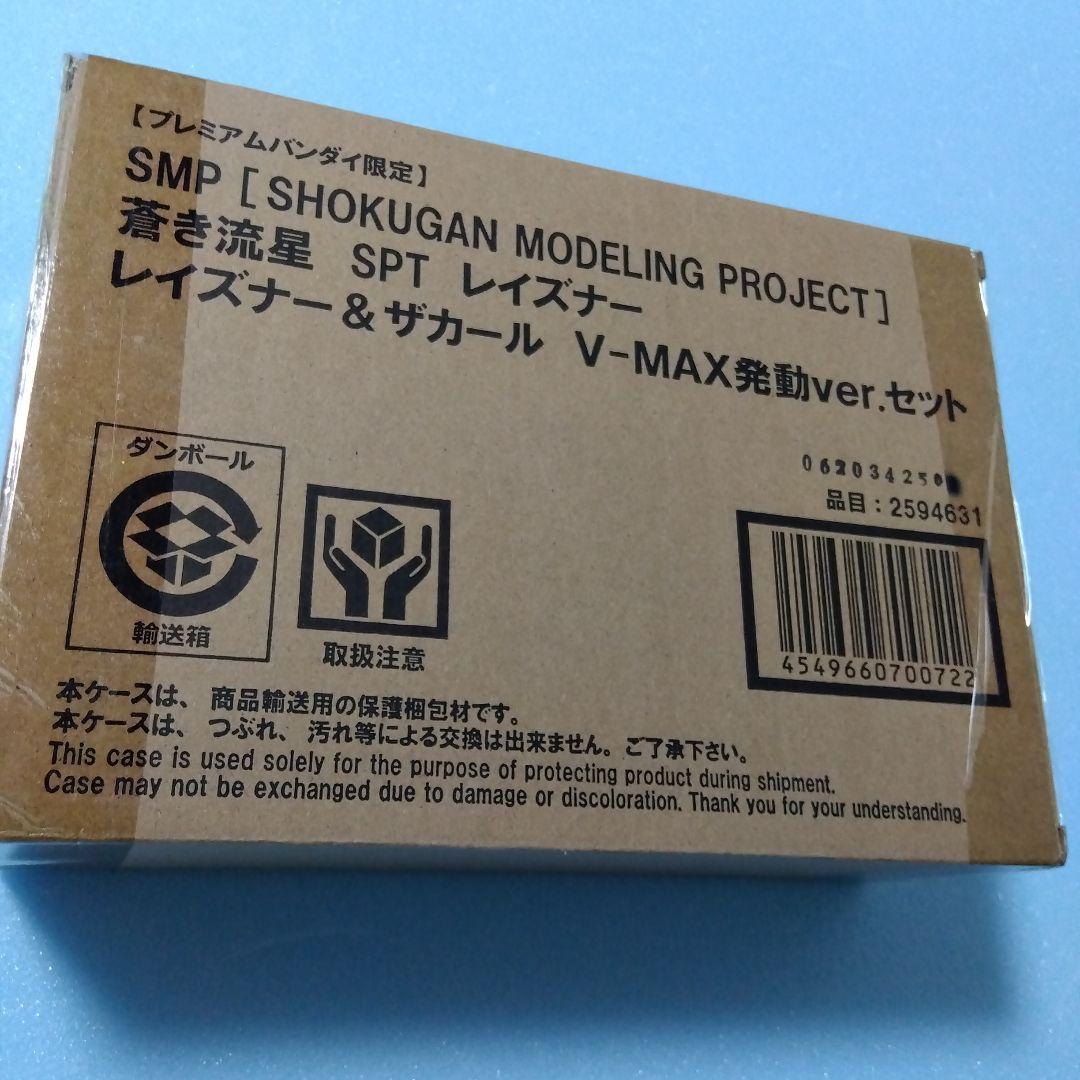 【プレミアムバンダイ限定】
SMP [SHOKUGAN MODELING PROJECT]
蒼き流星 SPT レイズナー
レイズナー&ザカール V-MAX発動ver.セット
ダンボール
輸送箱
取扱注意
品目:2594631
4549660700722
本ケースは、商品輸送用の保護梱包材です。
本ケースは、つぶれ、汚れ等による交換は出来ません。ご了承下さい。
This case is used solely for the purpose of protecting product during shipment.
Case may not be exchanged due to damage or discoloration. Thank you for your understanding.